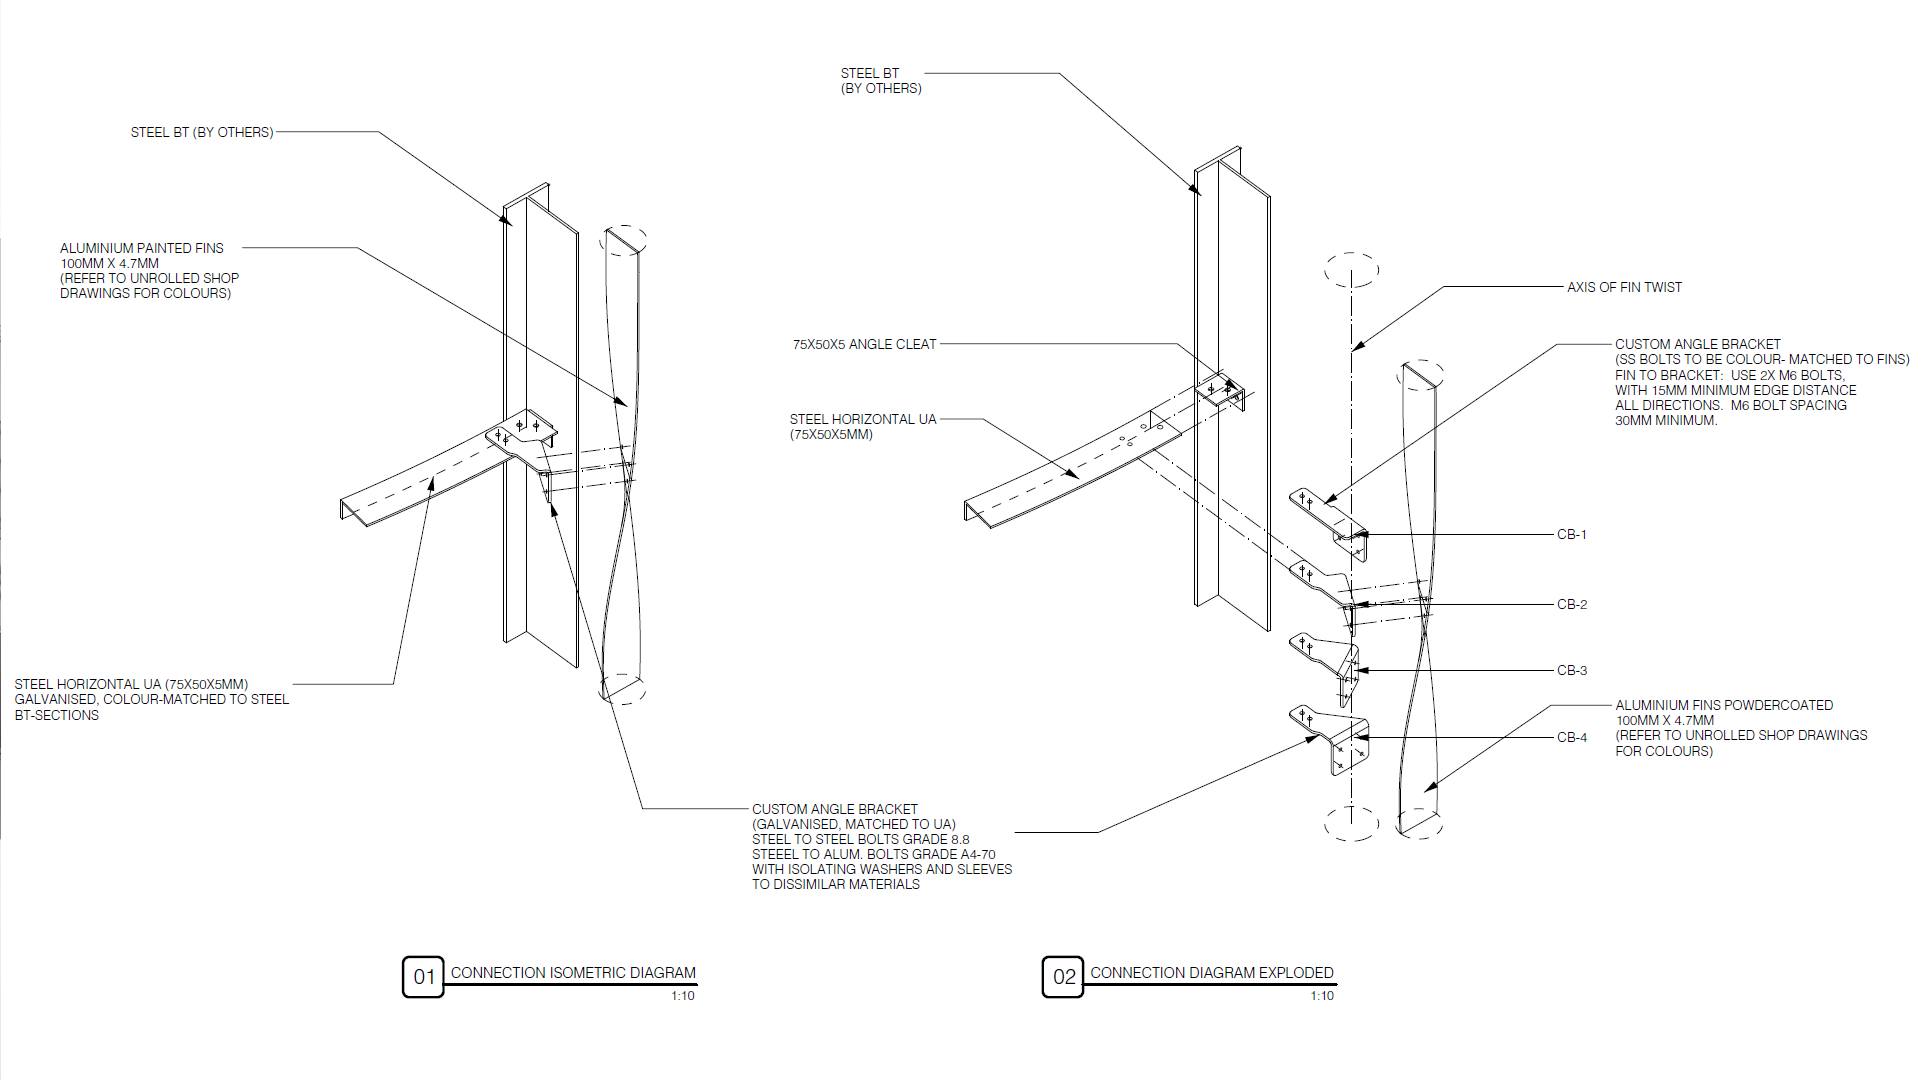 STEEL BT (BY OTHERS)
ALUMINIUM PAINTED FINS
100MM X 4.7MM
(REFER TO UNROLLED SHOP
DRAWINGS FOR COLOURS)
STEEL HORIZONTAL UA (75X50X5MM)
GALVANISED, COLOUR-MATCHED TO STEEL
BT-SECTIONS
STEEL BT
(BY OTHERS)
75X50X5 ANGLE CLEAT
STEEL HORIZONTAL UA
(75X50X5MM)
AXIS OF FIN TWIST
CUSTOM ANGLE BRACKET
(SS BOLTS TO BE COLOUR- MATCHED TO FINS)
FIN TO BRACKET:  USE 2X M6 BOLTS,
WITH 15MM MINIMUM EDGE DISTANCE
ALL DIRECTIONS.  M6 BOLT SPACING
30MM MINIMUM.
CB-1
CB-2
CB-3
CB-4
ALUMINIUM FINS POWDERCOATED
100MM X 4.7MM
(REFER TO UNROLLED SHOP DRAWINGS
FOR COLOURS)
CUSTOM ANGLE BRACKET
(GALVANISED, MATCHED TO UA)
STEEL TO STEEL BOLTS GRADE 8.8
STEEEL TO ALUM. BOLTS GRADE A4-70
WITH ISOLATING WASHERS AND SLEEVES
TO DISSIMILAR MATERIALS
01 CONNECTION ISOMETRIC DIAGRAM
1:10
02 CONNECTION DIAGRAM EXPLODED
1:10